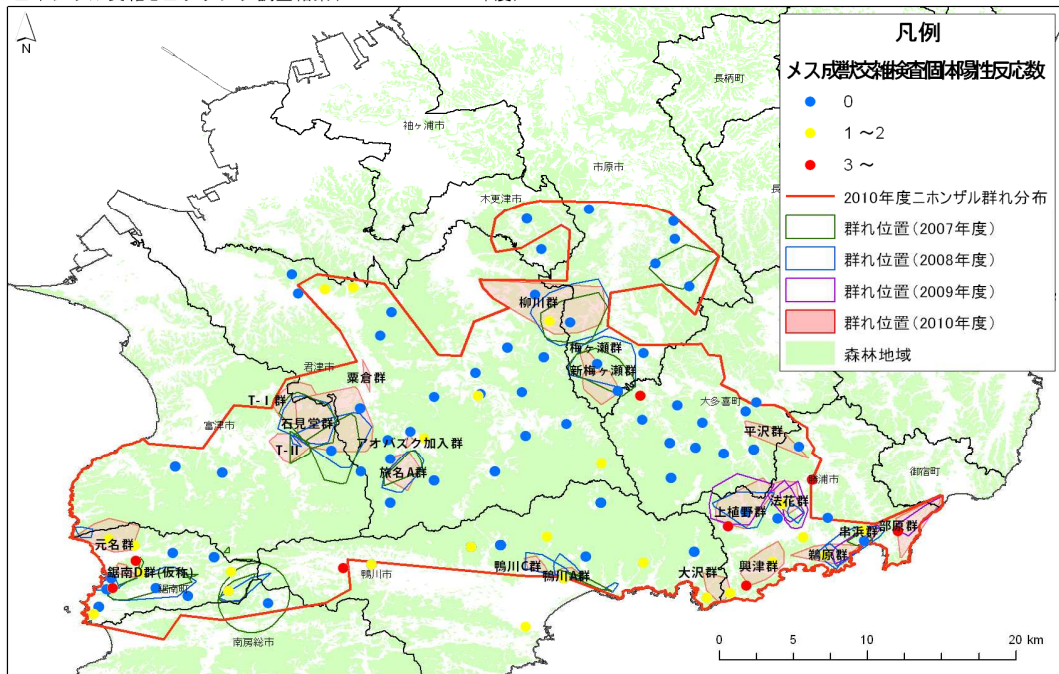 N
凡例
メス成獣交雑検査個体陽性反応数
0
1～2
3～
2010年度ニホンザル群れ分布
群れ位置(2007年度)
群れ位置(2008年度)
群れ位置(2009年度)
群れ位置(2010年度)
森林地域
長柄町
袖ヶ浦市
市原市
木更津市
柳川群
梅ヶ瀬群
新梅ヶ瀬群
君津市
粟倉群
T-I群
石見堂群
富津市
T-II
アオバズク加入群
旅名A群
大多喜町
平沢群
御宿町
勝浦市
上植野群
法花群
部原群
串浜群
鵜原群
興津群
大沢群
元名群
鋸南D群(仮称)
鋸南町
鴨川C群
鴨川A群
鴨川市
南房総市
0 5 10 20 km